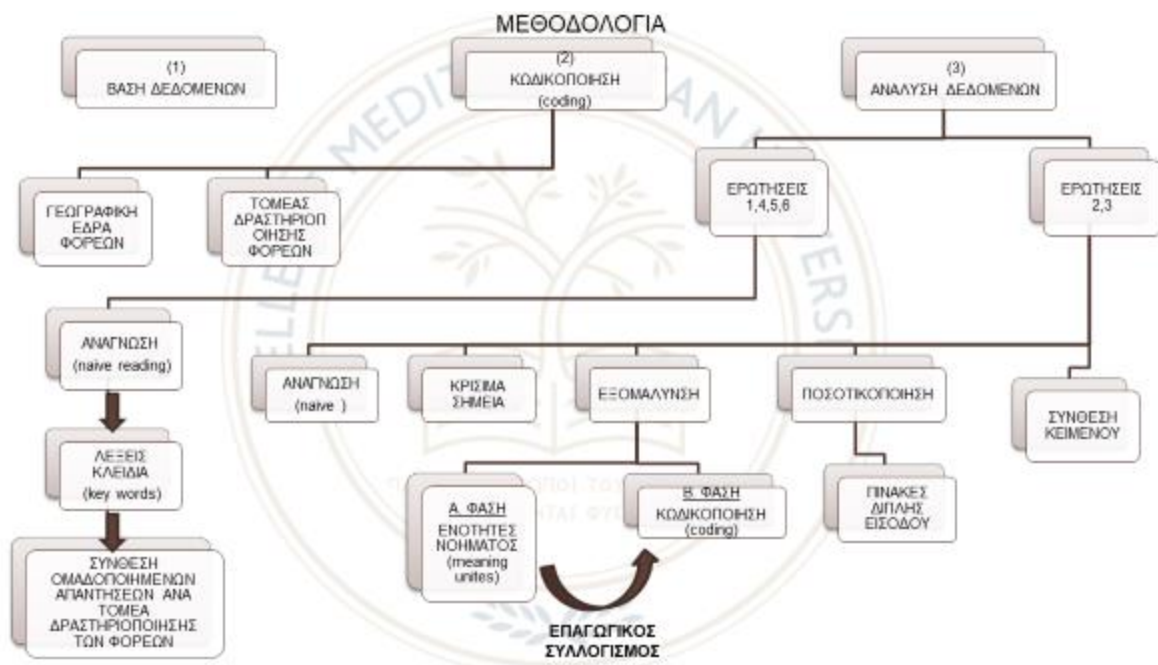 ΜΕΘΟΔΟΛΟΓΙΑ
(1)
ΒΑΣΗ ΔΕΔΟΜΕΝΩΝ
(2)
ΚΩΔΙΚΟΠΟΙΗΣΗ
(coding)
(3)
ΑΝΑΛΥΣΗ ΔΕΔΟΜΕΝΩΝ
ΓΕΩΓΡΑΦΙΚΗ
ΕΔΡΑ
ΦΟΡΕΩΝ
ΤΟΜΕΑΣ
ΔΡΑΣΤΗΡΙΟΠ
ΟΙΗΣΗΣ
ΦΟΡΕΩΝ
ΕΡΩΤΗΣΕΙΣ
1,4,5,6
ΕΡΩΤΗΣΕΙΣ
2,3
ΑΝΑΓΝΩΣΗ
(naive reading)
ΑΝΑΓΝΩΣΗ
(naive )
ΚΡΙΣΙΜΑ
ΣΗΜΕΙΑ
ΕΞΟΜΑΛΥΝΣΗ
ΠΟΣΟΤΙΚΟΠΟΙΗΣΗ
ΣΥΝΘΕΣΗ
ΚΕΙΜΕΝΟΥ
ΛΕΞΕΙΣ
ΚΛΕΙΔΙΑ
(key words)
Α. ΦΑΣΗ
ΕΝΟΤΗΤΕΣ
ΝΟΗΜΑΤΟΣ
(meaning
unites)
Β. ΦΑΣΗ
ΚΩΔΙΚΟΠΟΙΗΣΗ
(coding)
ΠΙΝΑΚΕΣ
ΔΙΠΛΗΣ
ΕΙΣΟΔΟΥ
ΣΥΝΘΕΣΗ
ΟΜΑΔΟΠΟΙΗΜΕΝΩΝ
ΑΠΑΝΤΗΣΕΩΝ ΑΝΑ
ΤΟΜΕΑ
ΔΡΑΣΤΗΡΙΟΠΟΙΗΣΗΣ
ΤΩΝ ΦΟΡΕΩΝ
ΕΠΑΓΩΓΙΚΟΣ
ΣΥΛΛΟΓΙΣΜΟΣ